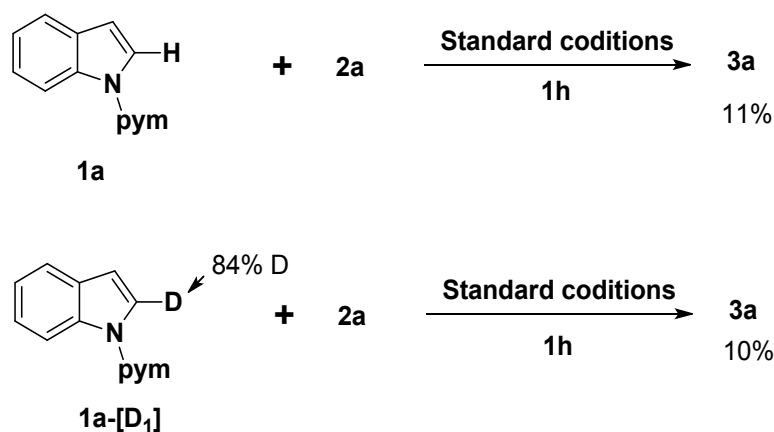 H
N
pym
1a
+
2a
Standard coditions
1h
3a
11%
84% D
D
N
pym
1a-[D₁]
+
2a
Standard coditions
1h
3a
10%